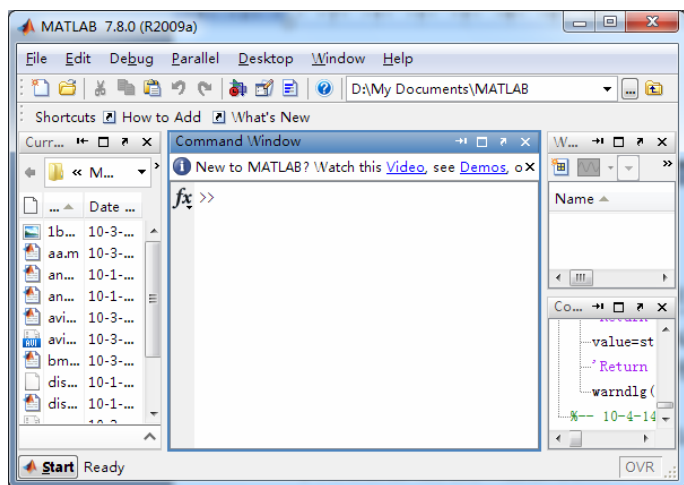 MATLAB 7.8.0 (R2009a)
File Edit Debug Parallel Desktop Window Help
D:\My Documents\MATLAB
Shortcuts How to Add What's New
Curr...
« M...
... Date ...
1b... 10-3-...
aa.m 10-3-...
an... 10-1-...
an... 10-1-...
avi... 10-3-...
avi... 10-3-...
bm... 10-3-...
dis... 10-1-...
dis... 10-1-...
Command Window
New to MATLAB? Watch this Video, see Demos, o
fx >>
W...
Name
Co...
value=st
'Return
warndlg(
%-- 10-4-14
Start Ready
OVR